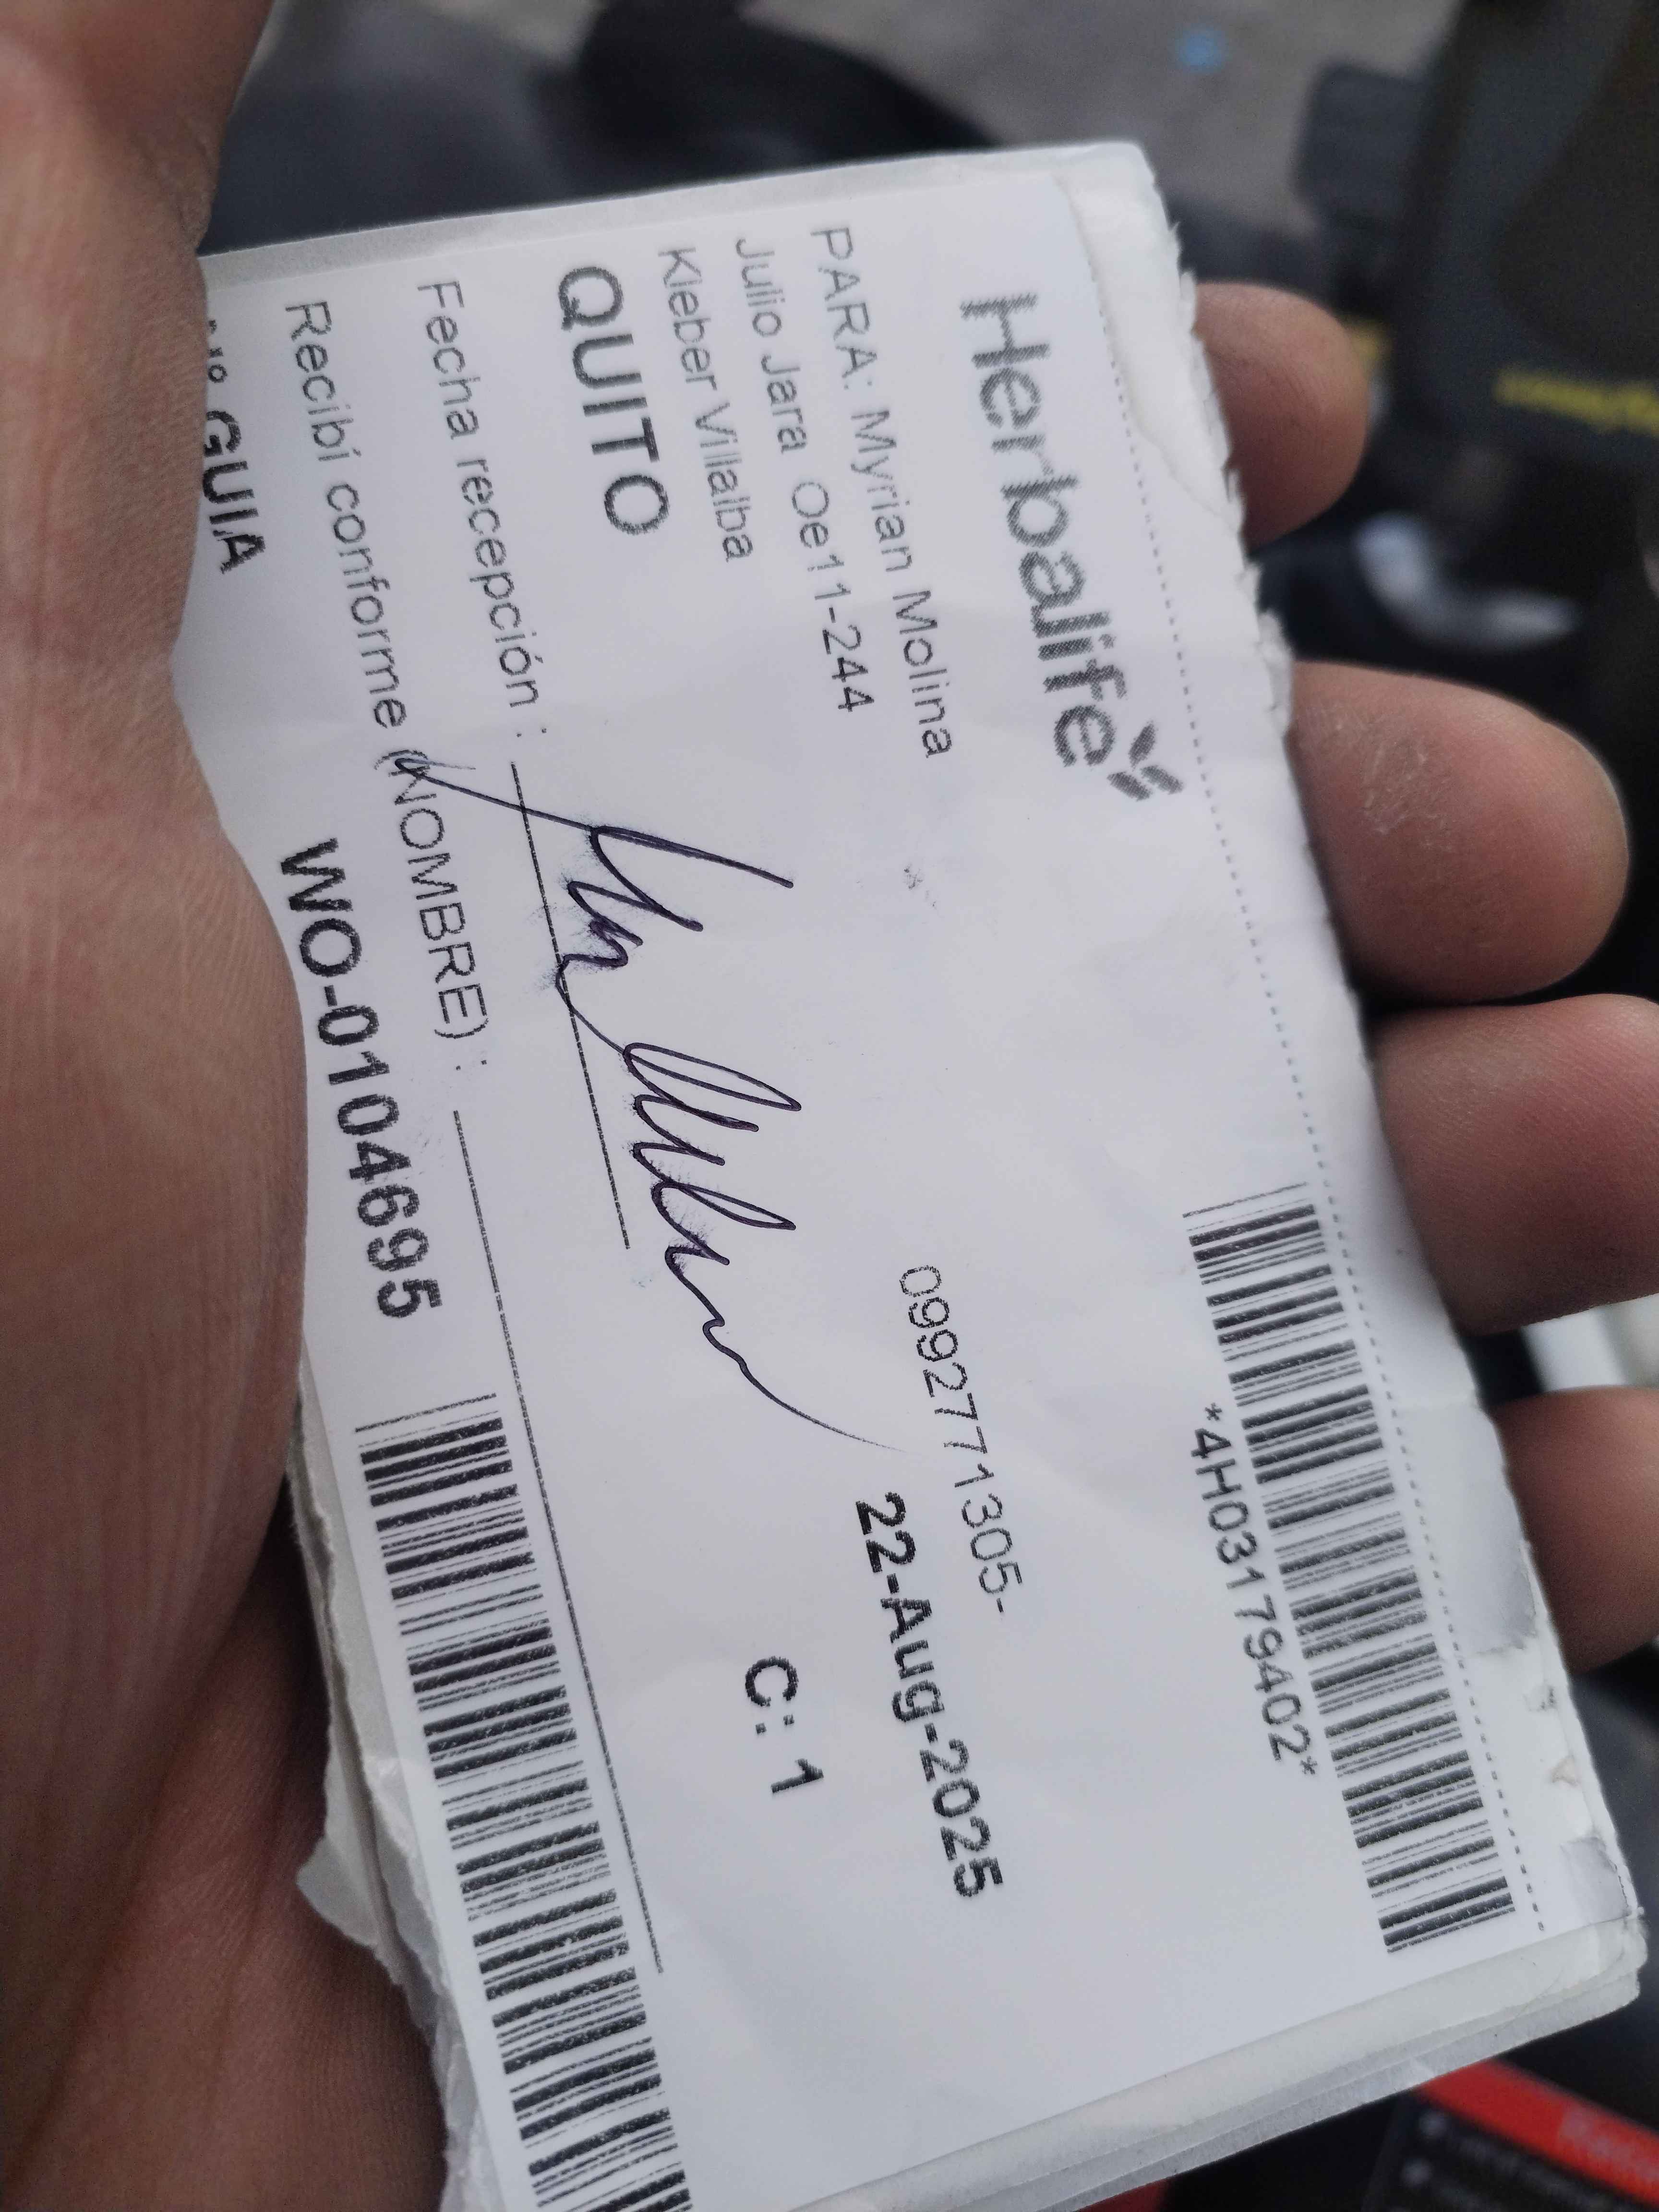 Herbalife
*4H03179402*
PARA: Myrian Molina
0992771305-
Julio Jara Oe11-244
22-Aug-2025
Kleber Villalba
QUITO
C: 1
Fecha recepción :
Recibí conforme (NOMBRE) :
Nº GUIA
WO-0104695